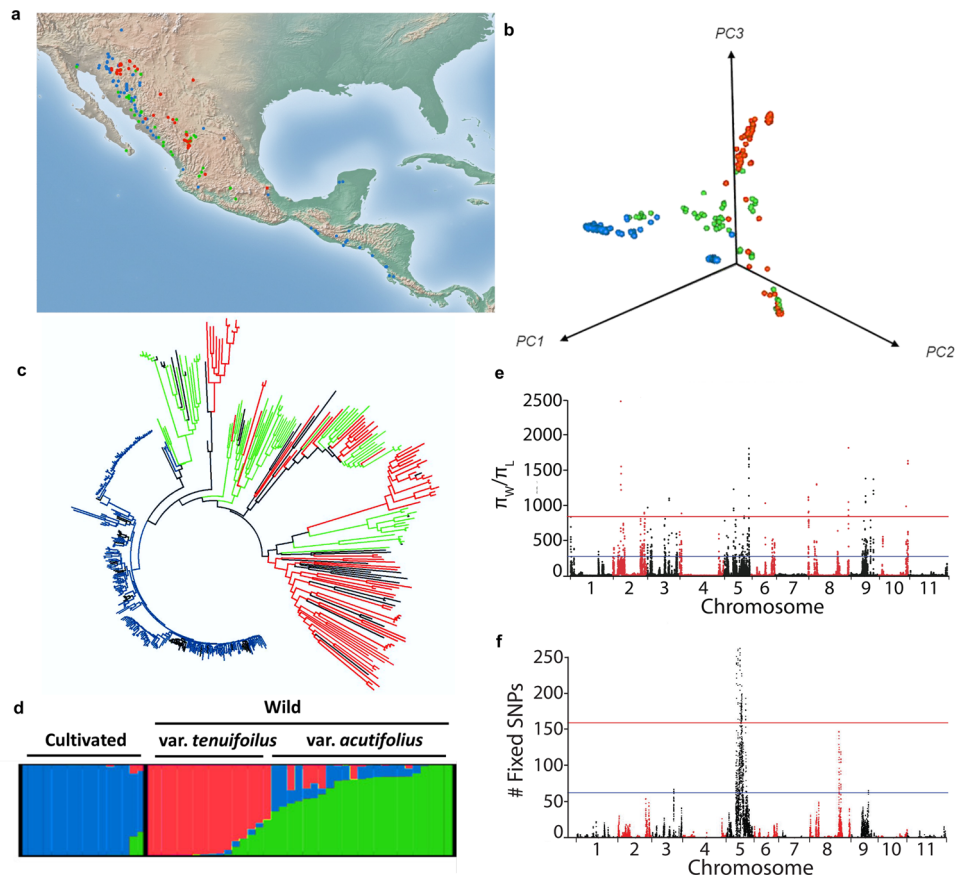 a
b
PC3
PC1
PC2
c
d
Wild
Cultivated
var. tenuifoilus
var. acutifolius
e
π_W/π_L
2500
2000
1500
1000
500
0
1 2 3 4 5 6 7 8 9 10 11
Chromosome
f
# Fixed SNPs
250
200
150
100
50
0
1 2 3 4 5 6 7 8 9 10 11
Chromosome